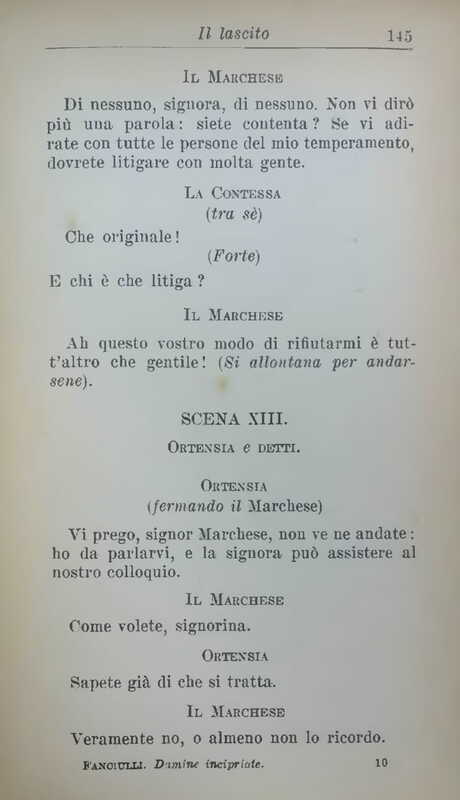 Il lascito 145
IL MARCHESE
Di nessuno, signora, di nessuno. Non vi dirò
più una parola: siete contenta? Se vi adi-
rate con tutte le persone del mio temperamento,
dovrete litigare con molta gente.
LA CONTESSA
(tra sè)
Che originale!
(Forte)
E chi è che litiga?
IL MARCHESE
Ah questo vostro modo di rifiutarmi è tut-
t'altro che gentile! (Si allontana per andar-
sene).
SCENA XIII.
ORTENSIA e DETTI.
ORTENSIA
(fermando il Marchese)
Vi prego, signor Marchese, non ve ne andate:
ho da parlarvi, e la signora può assistere al
nostro colloquio.
IL MARCHESE
Come volete, signorina.
ORTENSIA
Sapete già di che si tratta.
IL MARCHESE
Veramente no, o almeno non lo ricordo.
FANCIULLI. Damine incipriate. 10